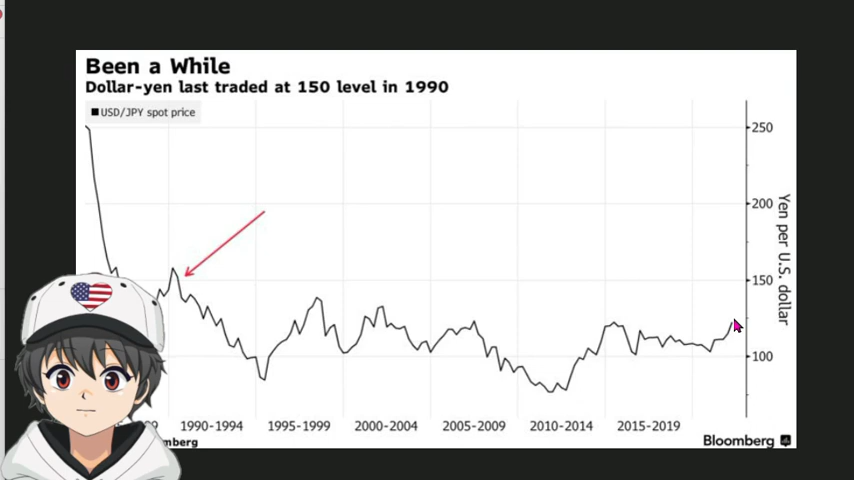 Been a While
Dollar-yen last traded at 150 level in 1990
USD/JPY spot price
250
200
150
100
Yen per U.S. dollar
1990-1994 1995-1999 2000-2004 2005-2009 2010-2014 2015-2019
Bloomberg